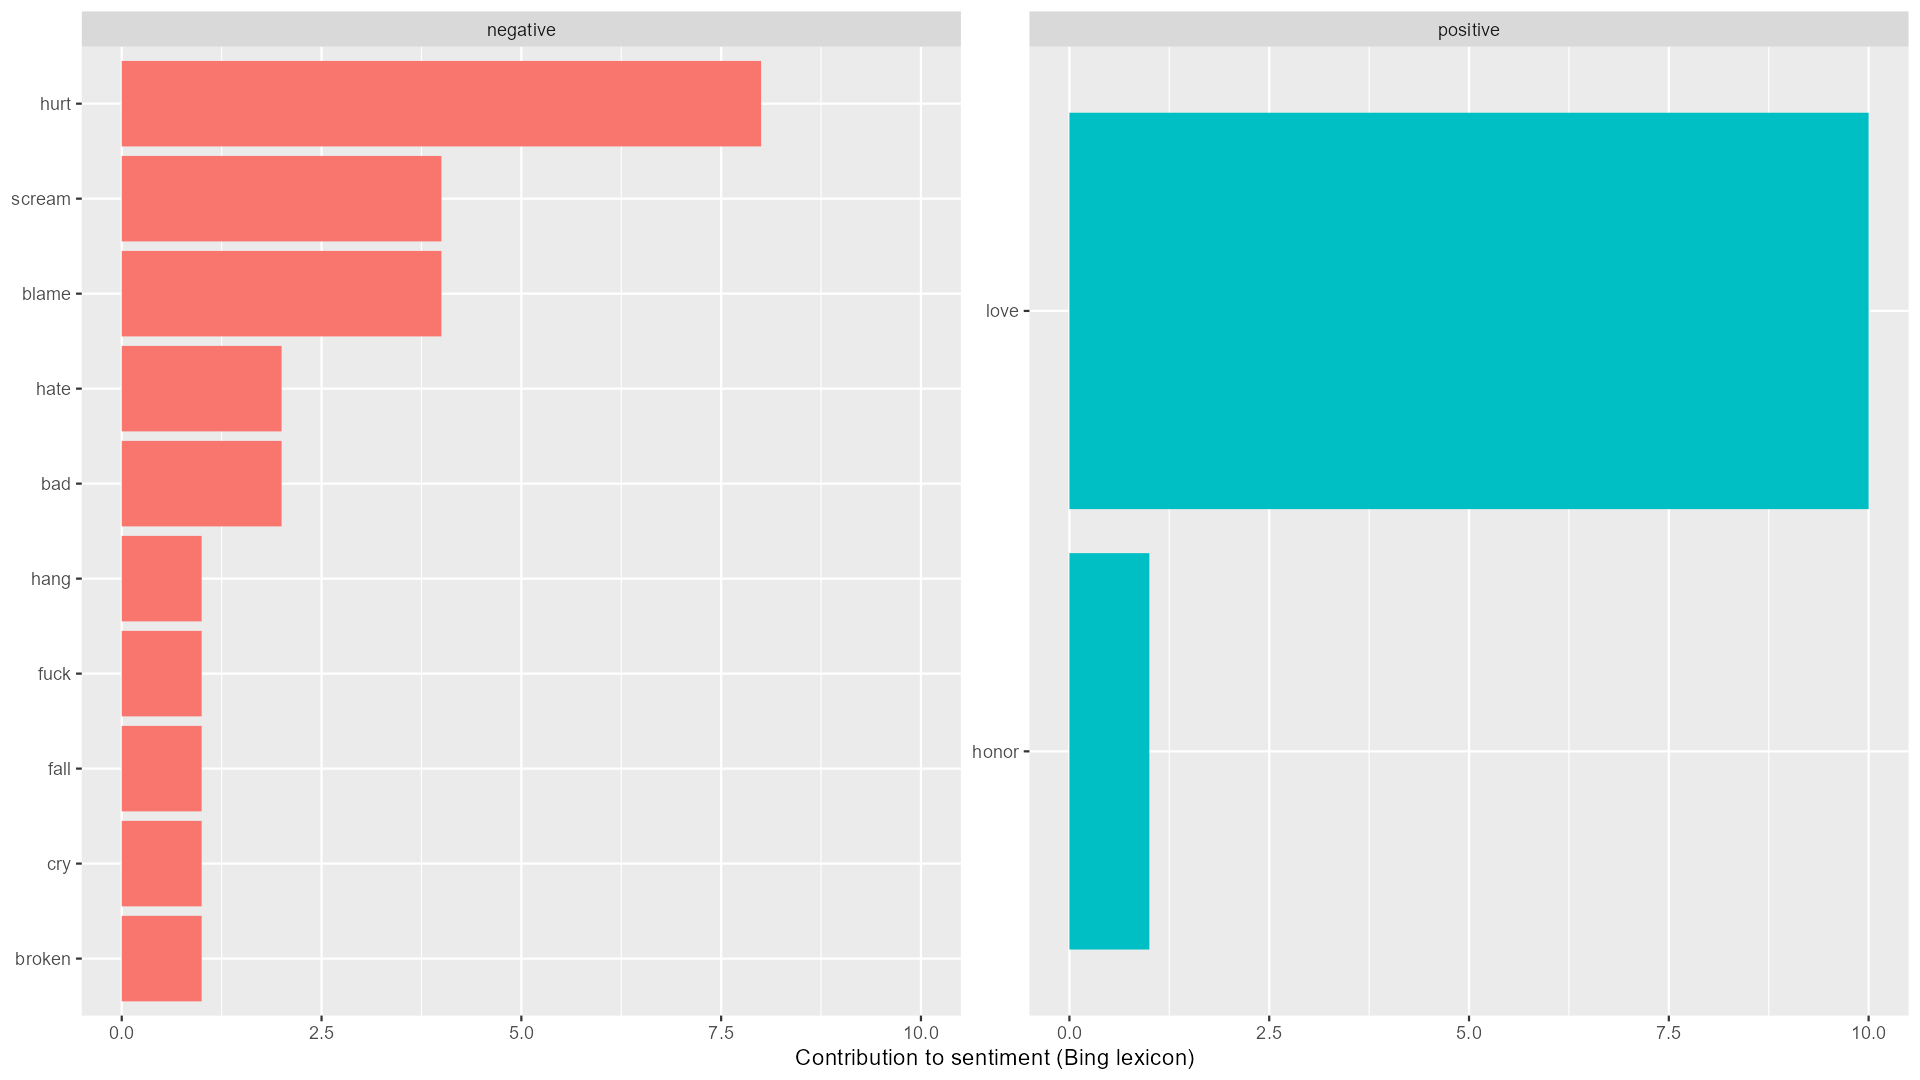 negative
hurt
scream
blame
hate
bad
hang
fuck
fall
cry
broken
0.0 2.5 5.0 7.5 10.0
positive
love
honor
0.0 2.5 5.0 7.5 10.0
Contribution to sentiment (Bing lexicon)